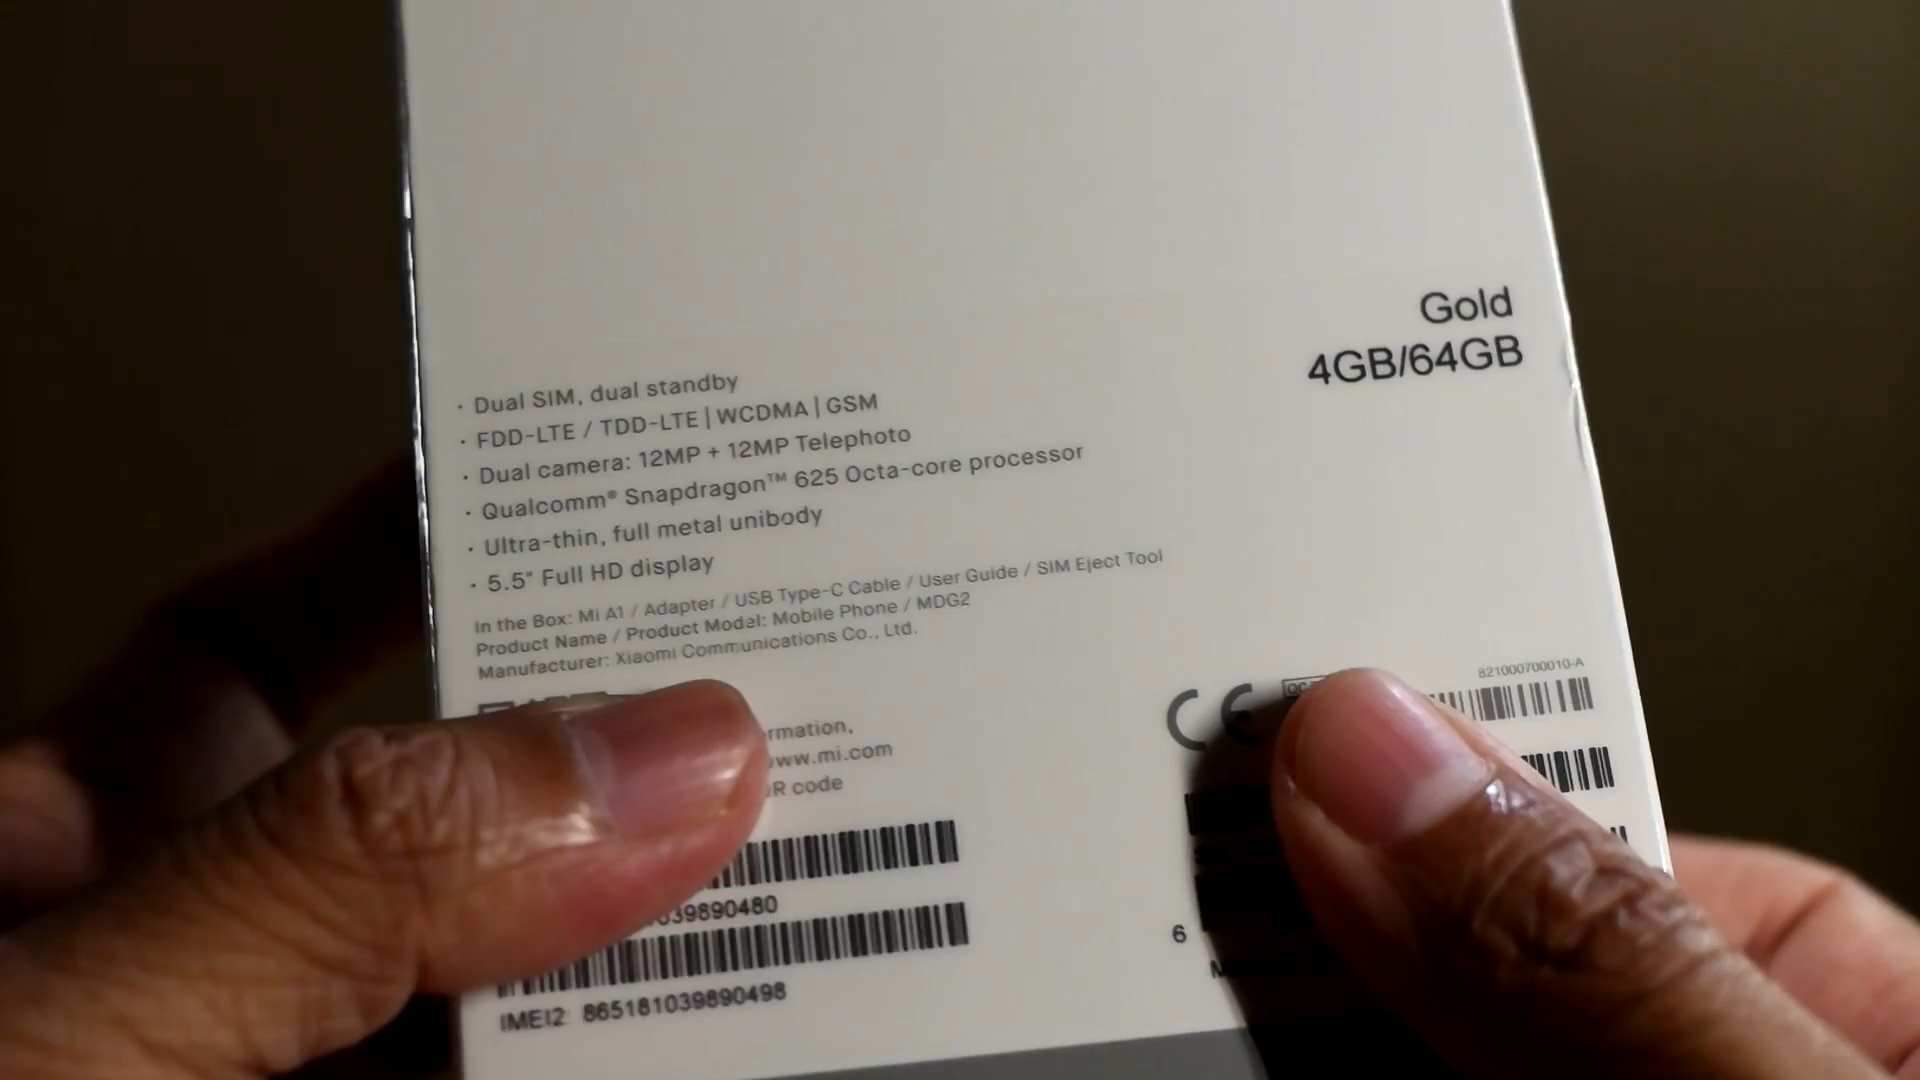 Gold
4GB/64GB
· Dual SIM, dual standby
· FDD-LTE / TDD-LTE | WCDMA | GSM
· Dual camera: 12MP + 12MP Telephoto
· Qualcomm® Snapdragon™ 625 Octa-core processor
· Ultra-thin, full metal unibody
· 5.5" Full HD display
In the Box: Mi A1 / Adapter / USB Type-C Cable / User Guide / SIM Eject Tool
Product Name / Product Model: Mobile Phone / MDG2
Manufacturer: Xiaomi Communications Co., Ltd.
rmation,
www.mi.com
R code
039890480
IMEI2: 865181039890498
CE
821000700010-A
6